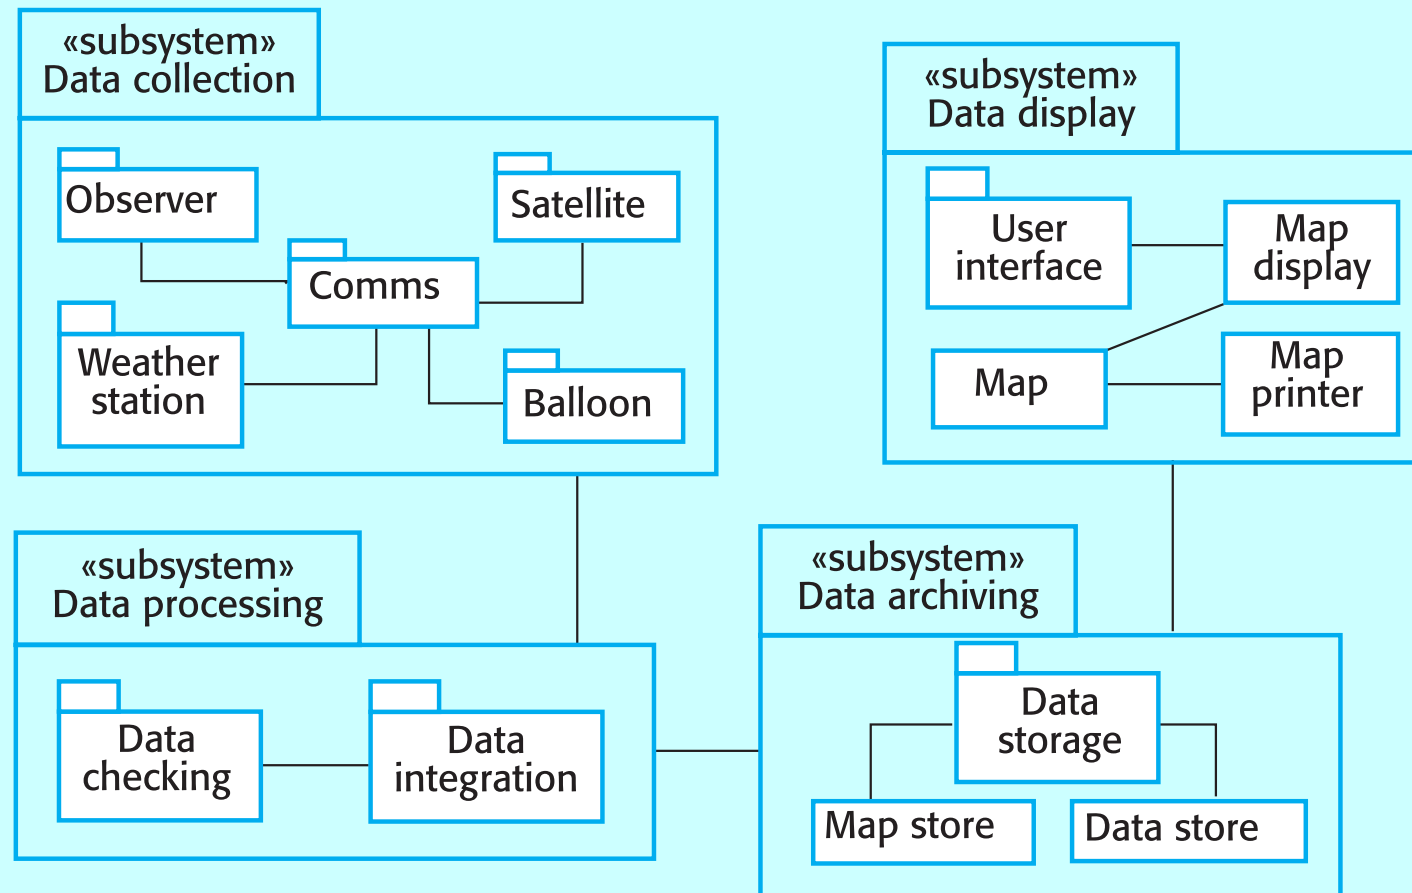 «subsystem»
Data collection
Observer
Satellite
Comms
Weather
station
Balloon
«subsystem»
Data display
User
interface
Map
display
Map
Map
printer
«subsystem»
Data processing
Data
checking
Data
integration
«subsystem»
Data archiving
Data
storage
Map store
Data store